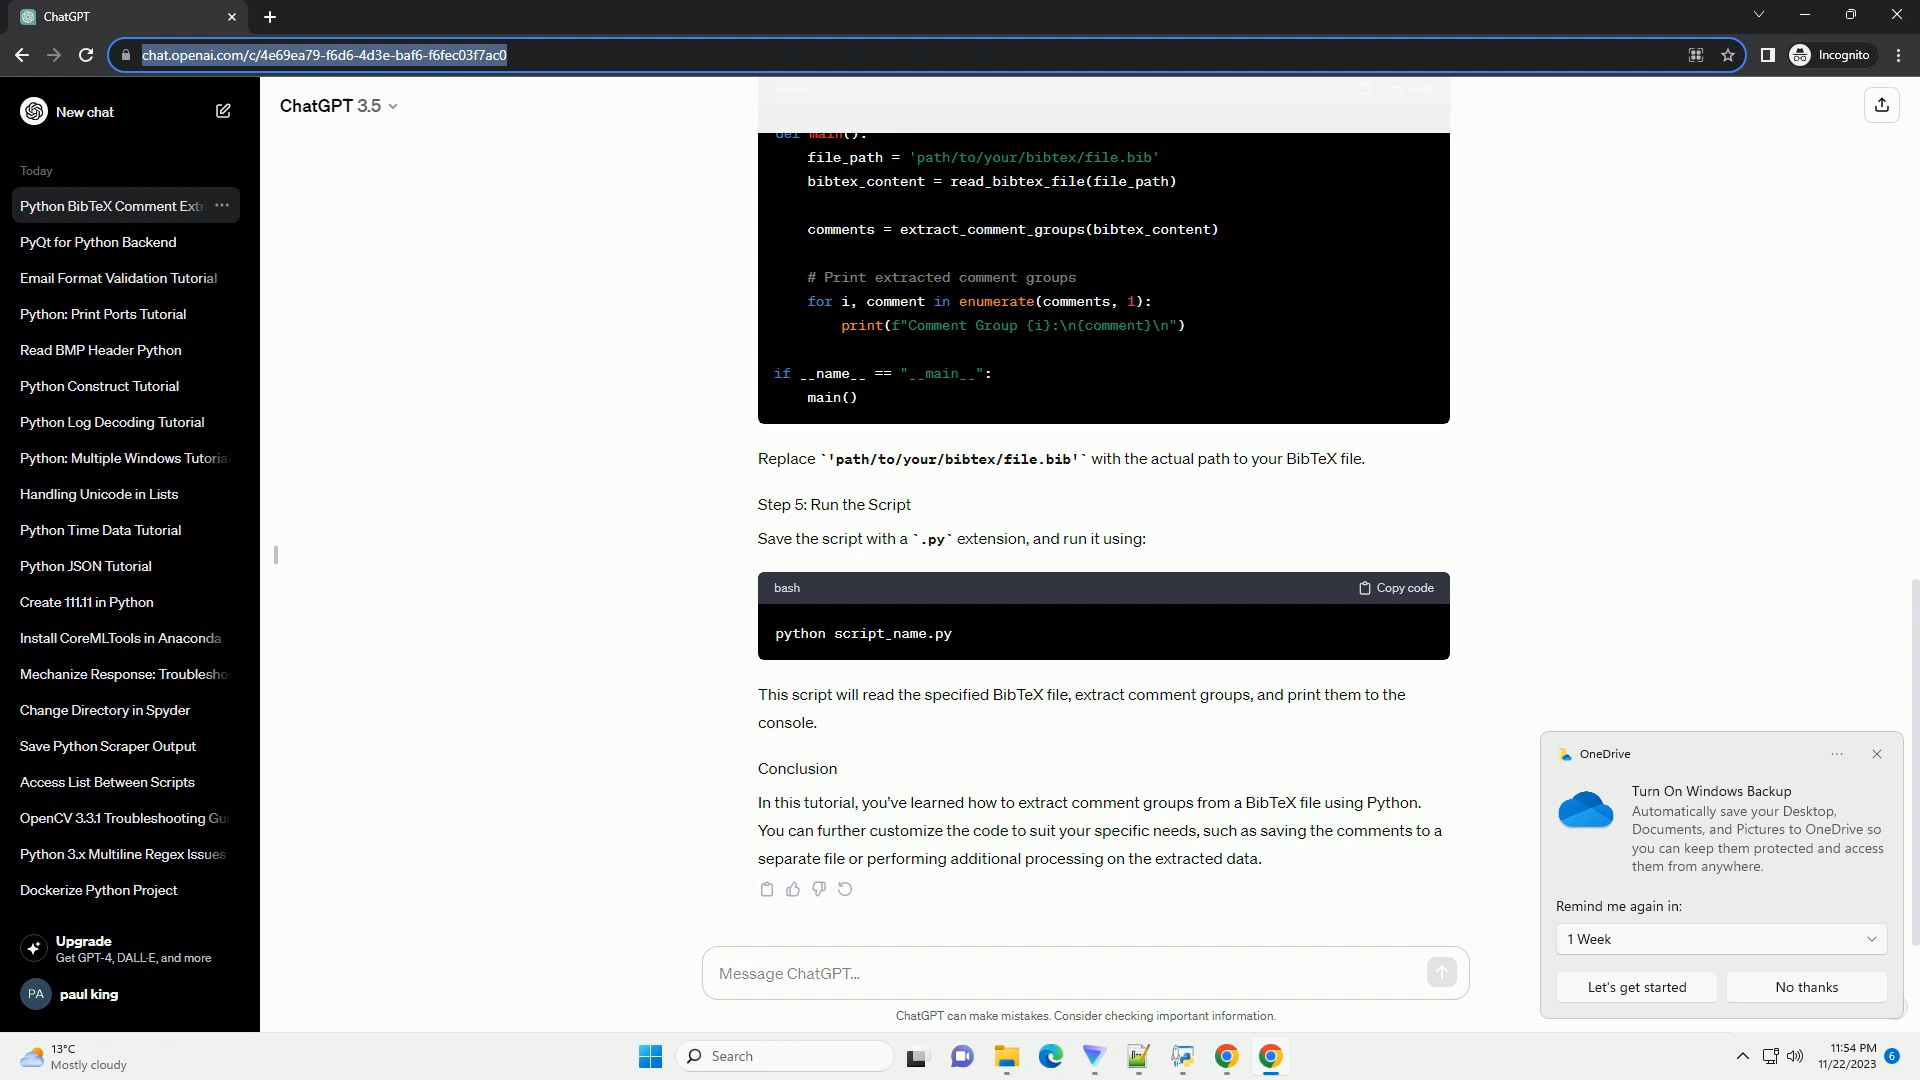 ChatGPT
chat.openai.com/c/4e69ea79-f6d6-4d3e-baf6-f6fec03f7ac0
Incognito
New chat
Today
Python BibTeX Comment Extr
PyQt for Python Backend
Email Format Validation Tutorial
Python: Print Ports Tutorial
Read BMP Header Python
Python Construct Tutorial
Python Log Decoding Tutorial
Python: Multiple Windows Tutoria
Handling Unicode in Lists
Python Time Data Tutorial
Python JSON Tutorial
Create 111.11 in Python
Install CoreMLTools in Anaconda
Mechanize Response: Troublesho
Change Directory in Spyder
Save Python Scraper Output
Access List Between Scripts
OpenCV 3.3.1 Troubleshooting Gu
Python 3.x Multiline Regex Issues
Dockerize Python Project
Upgrade
Get GPT-4, DALL·E, and more
PA
paul king
ChatGPT 3.5
def main():
file_path = 'path/to/your/bibtex/file.bib'
bibtex_content = read_bibtex_file(file_path)
comments = extract_comment_groups(bibtex_content)
# Print extracted comment groups
for i, comment in enumerate(comments, 1):
print(f"Comment Group {i}:\n{comment}\n")
if __name__ == "__main__":
main()
Replace `'path/to/your/bibtex/file.bib'` with the actual path to your BibTeX file.
Step 5: Run the Script
Save the script with a `.py` extension, and run it using:
bash
Copy code
python script_name.py
This script will read the specified BibTeX file, extract comment groups, and print them to the
console.
Conclusion
In this tutorial, you've learned how to extract comment groups from a BibTeX file using Python.
You can further customize the code to suit your specific needs, such as saving the comments to a
separate file or performing additional processing on the extracted data.
Message ChatGPT...
ChatGPT can make mistakes. Consider checking important information.
OneDrive
Turn On Windows Backup
Automatically save your Desktop,
Documents, and Pictures to OneDrive so
you can keep them protected and access
them from anywhere.
Remind me again in:
1 Week
Let's get started
No thanks
13°C
Mostly cloudy
Search
11:54 PM
11/22/2023
6